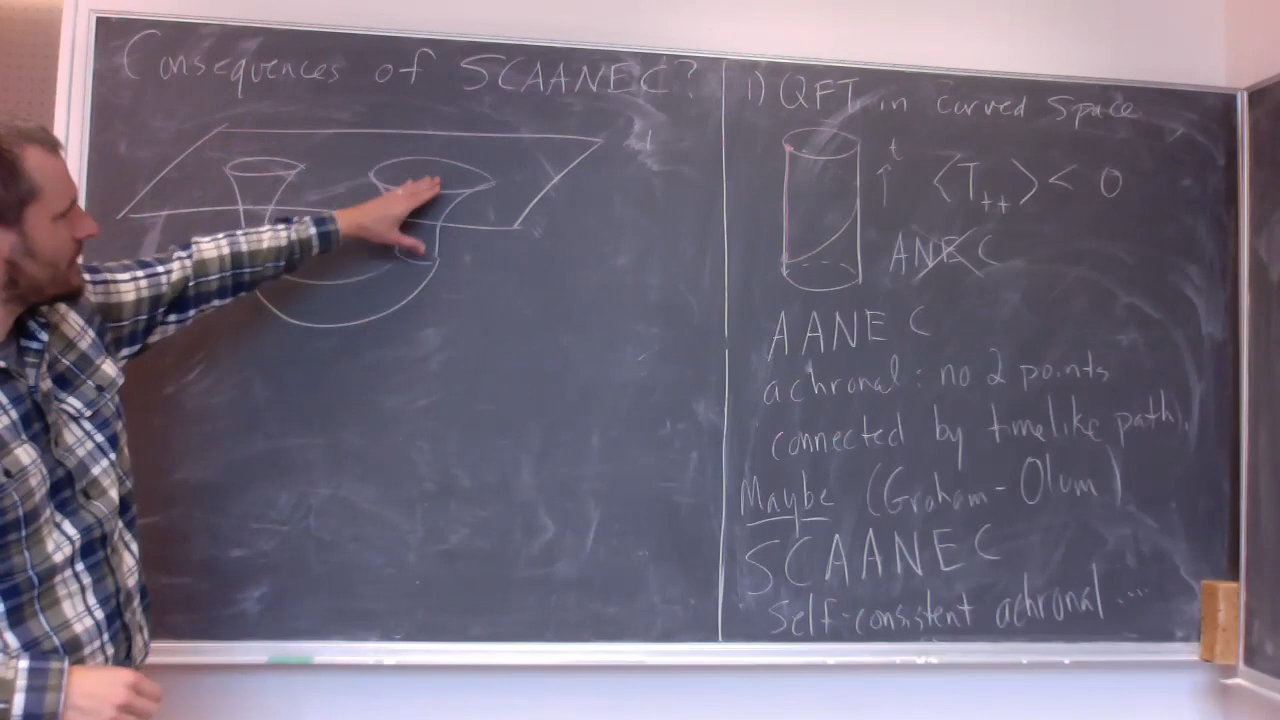 Consequences of SCAANEC?
1) QFT in curved space
t
⟨T₊₊⟩ < 0
ANEC
AANEC
achronal: no 2 points
connected by timelike path).
Maybe (Graham-Olum)
SCAANEC
Self-consistent achronal ....